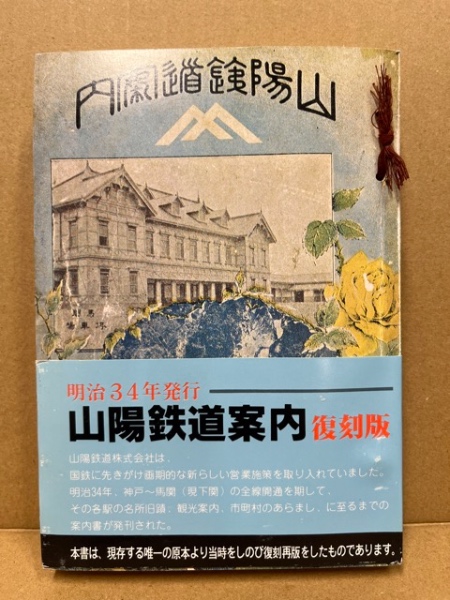 山陽鐵道案内
明治34年発行
山陽鉄道案内 復刻版
山陽鉄道株式会社は、
国鉄に先きがけ画期的な新らしい営業施策を取り入れていました。
明治34年、神戸〜馬関（現下関）の全線開通を期して、
その各駅の名所旧蹟、観光案内、市町村のあらまし、に至るまでの
案内書が発刊された。
本書は、現存する唯一の原本より当時をしのび復刻再版をしたものであります。